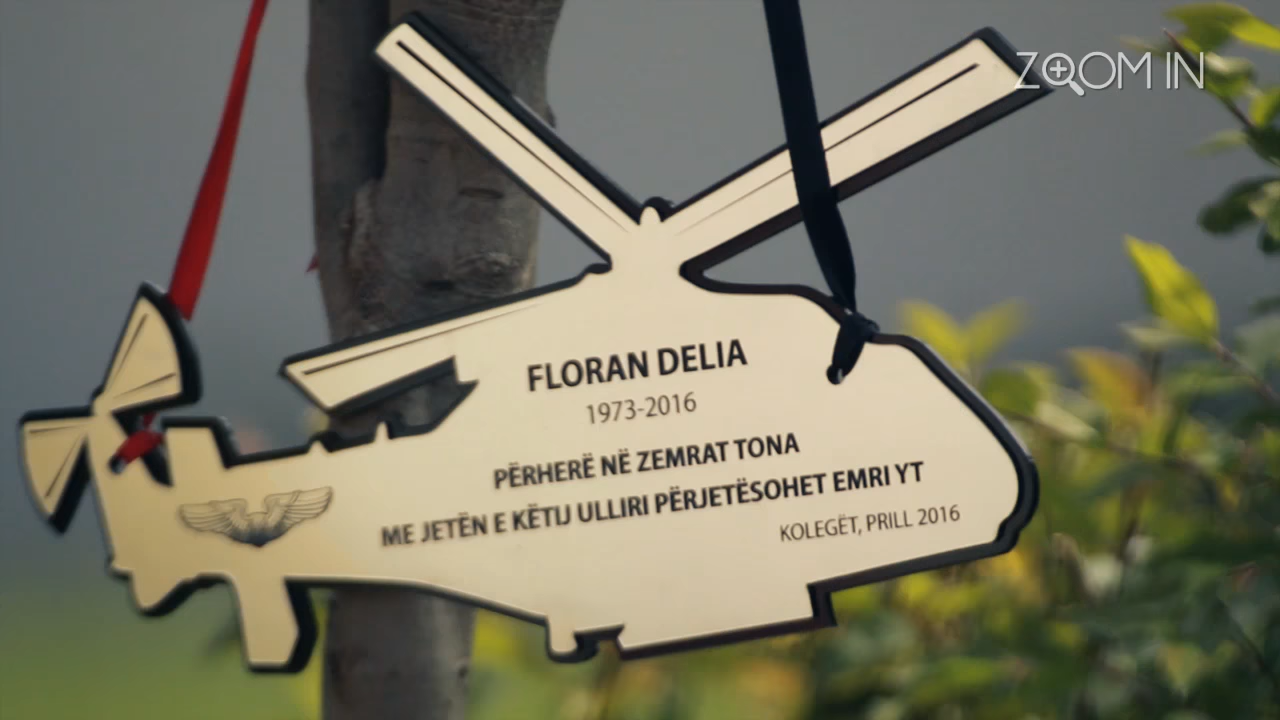 ZOOM IN
FLORAN DELIA
1973-2016
PËRHERË NË ZEMRAT TONA
ME JETËN E KËTIJ ULLIRI PËRJETËSOHET EMRI YT
KOLEGËT, PRILL 2016